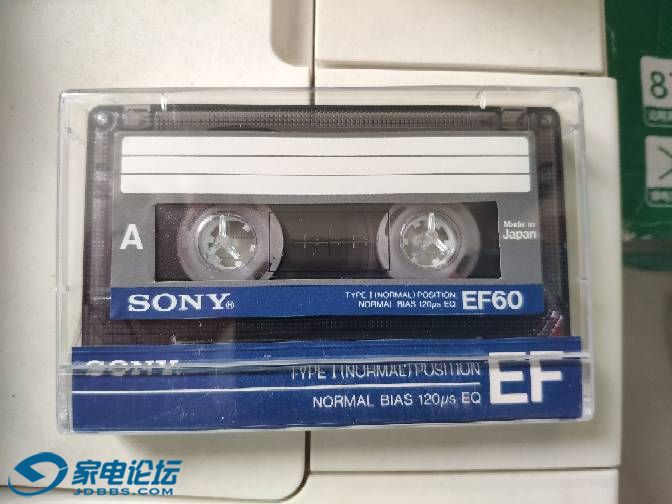 A
Made in
Japan
SONY®
TYPE I (NORMAL) POSITION
NORMAL BIAS 120μs EQ
EF60
SONY
TYPE I (NORMAL) POSITION
NORMAL BIAS 120μs EQ
EF
8
家电论坛
JDBBS.COM